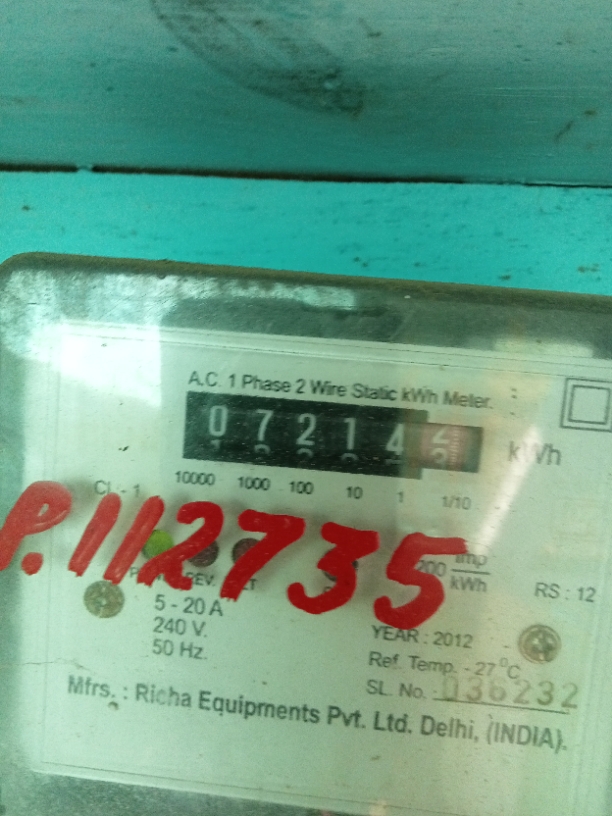 A.C. 1 Phase 2 Wire Static kWh Meter.
0 7 2 1 4 2 kWh
10000 1000 100 10 1 1/10
CL - 1
P.112735
REV.
imp
200 kWh
RS : 12
5 - 20 A
240 V.
50 Hz.
YEAR : 2012
Ref. Temp. - 27°C
SL. No. : 036232
Mfrs. : Richa Equipments Pvt. Ltd. Delhi, (INDIA).